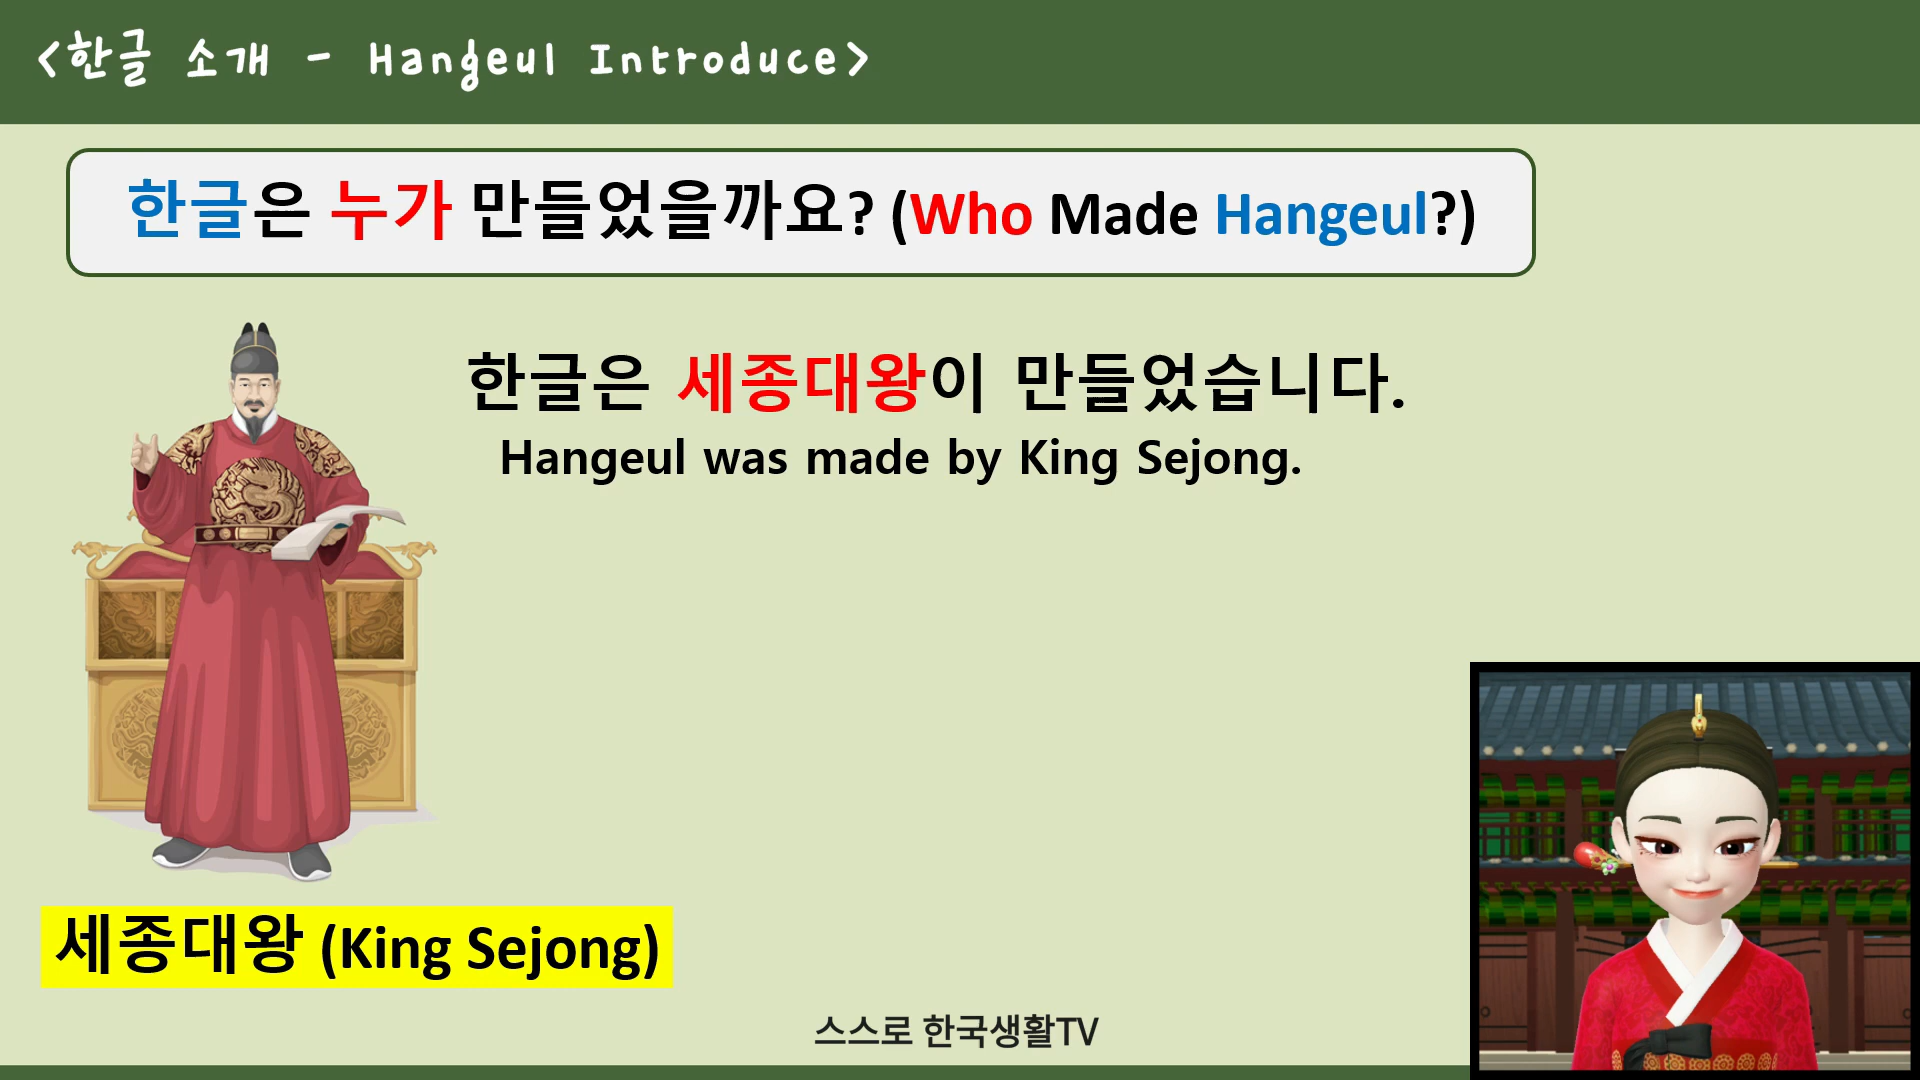 <한글 소개 - Hangeul Introduce>
한글은 누가 만들었을까요? (Who Made Hangeul?)
한글은 세종대왕이 만들었습니다.
Hangeul was made by King Sejong.
세종대왕 (King Sejong)
스스로 한국생활TV